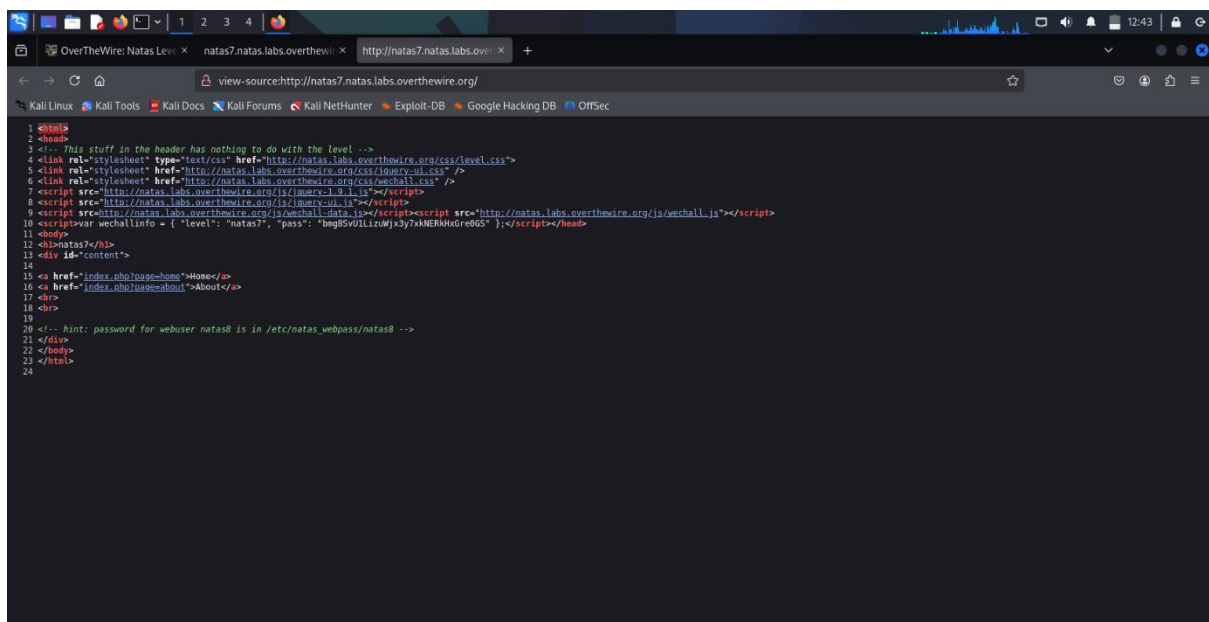 1 2 3 4 12:43
OverTheWire: Natas Leve × natas7.natas.labs.overthewir × http://natas7.natas.labs.over × +
view-source:http://natas7.natas.labs.overthewire.org/
Kali Linux Kali Tools Kali Docs Kali Forums Kali NetHunter Exploit-DB Google Hacking DB OffSec
1 <html>
2 <head>
3 <!-- This stuff in the header has nothing to do with the level -->
4 <link rel="stylesheet" type="text/css" href="http://natas.labs.overthewire.org/css/level.css">
5 <link rel="stylesheet" href="http://natas.labs.overthewire.org/css/jquery-ui.css" />
6 <link rel="stylesheet" href="http://natas.labs.overthewire.org/css/wechall.css" />
7 <script src="http://natas.labs.overthewire.org/js/jquery-1.9.1.js"></script>
8 <script src="http://natas.labs.overthewire.org/js/jquery-ui.js"></script>
9 <script src=http://natas.labs.overthewire.org/js/wechall-data.js></script><script src="http://natas.labs.overthewire.org/js/wechall.js"></script>
10 <script>var wechallinfo = { "level": "natas7", "pass": "bmg8SvU1LizuWjx3y7xkNERkHxGre0GS" };</script></head>
11 <body>
12 <h1>natas7</h1>
13 <div id="content">
14
15 <a href="index.php?page=home">Home</a>
16 <a href="index.php?page=about">About</a>
17 <br>
18 <br>
19
20 <!-- hint: password for webuser natas8 is in /etc/natas_webpass/natas8 -->
21 </div>
22 </body>
23 </html>
24